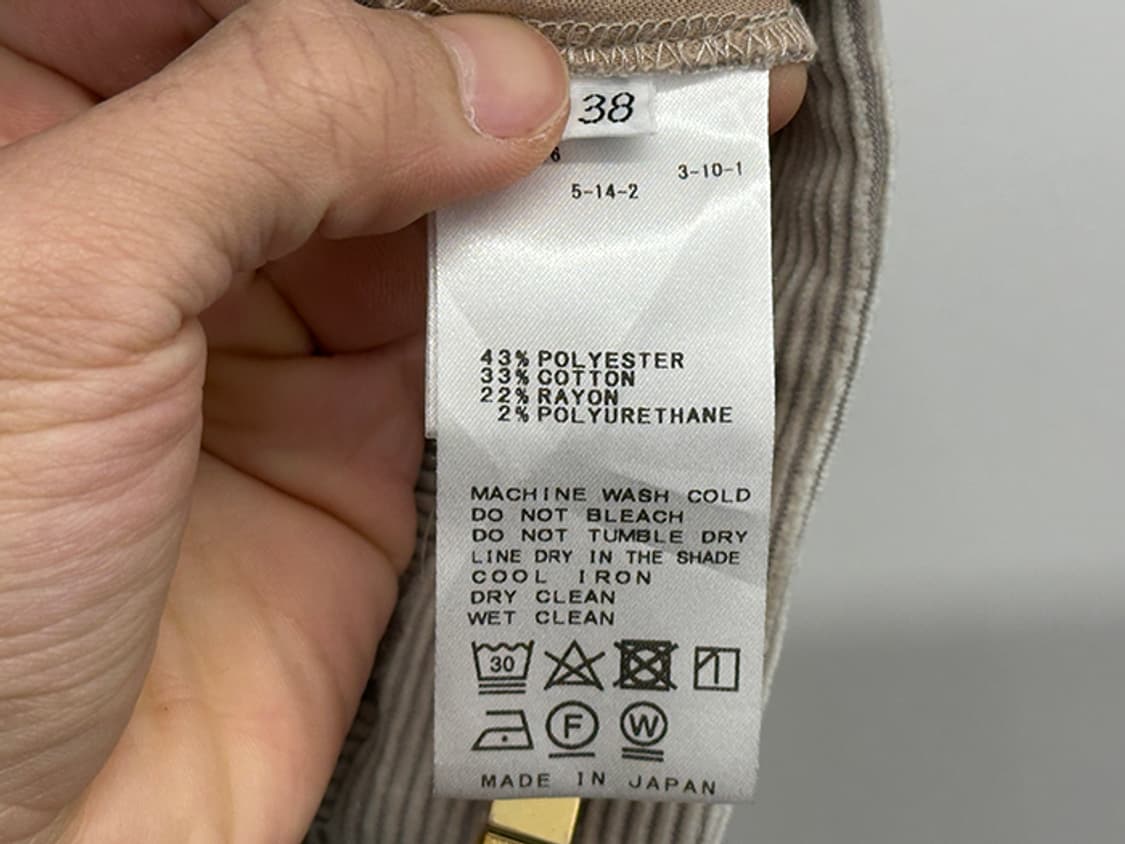 38
6
3-10-1
5-14-2
43% POLYESTER
33% COTTON
22% RAYON
2% POLYURETHANE
MACHINE WASH COLD
DO NOT BLEACH
DO NOT TUMBLE DRY
LINE DRY IN THE SHADE
COOL IRON
DRY CLEAN
WET CLEAN
30
F W
MADE IN JAPAN